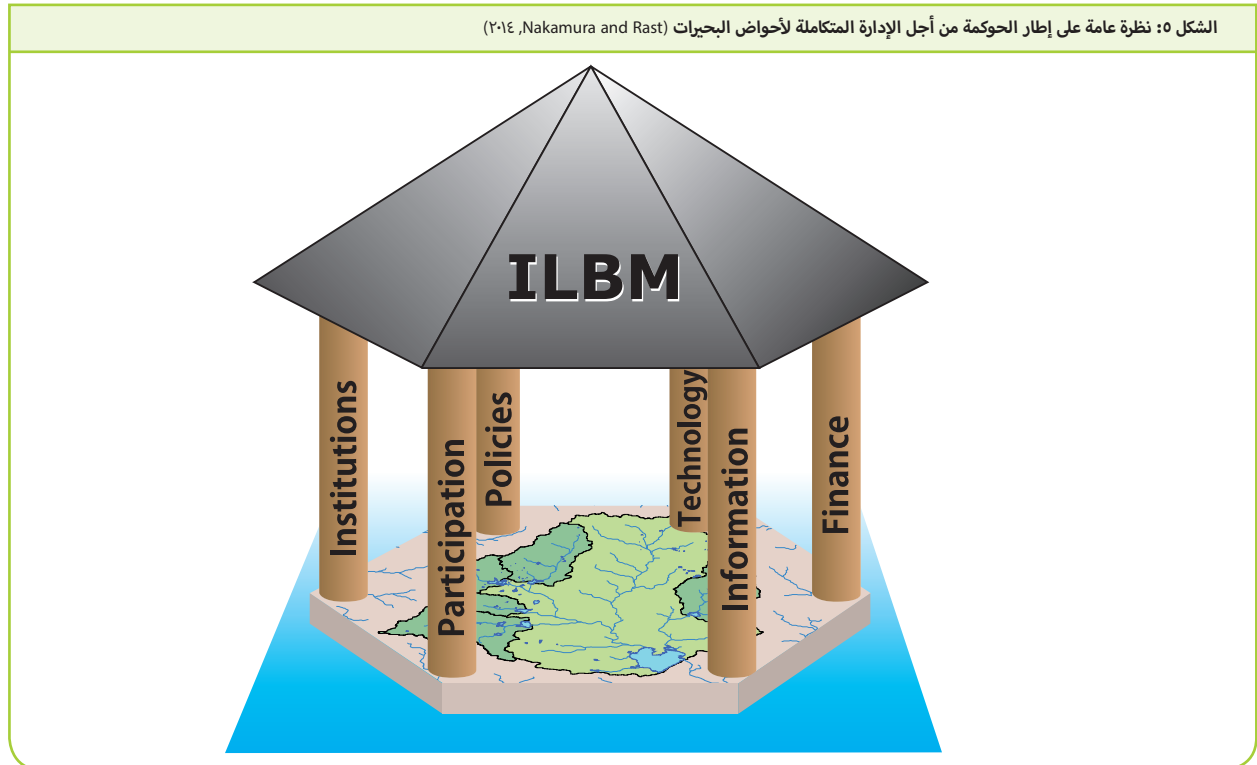 الشكل ٥: نظرة عامة على إطار الحوكمة من أجل الإدارة المتكاملة لأحواض البحيرات (Nakamura and Rast, ٢٠١٤)
ILBM
Institutions
Participation
Policies
Technology
Information
Finance